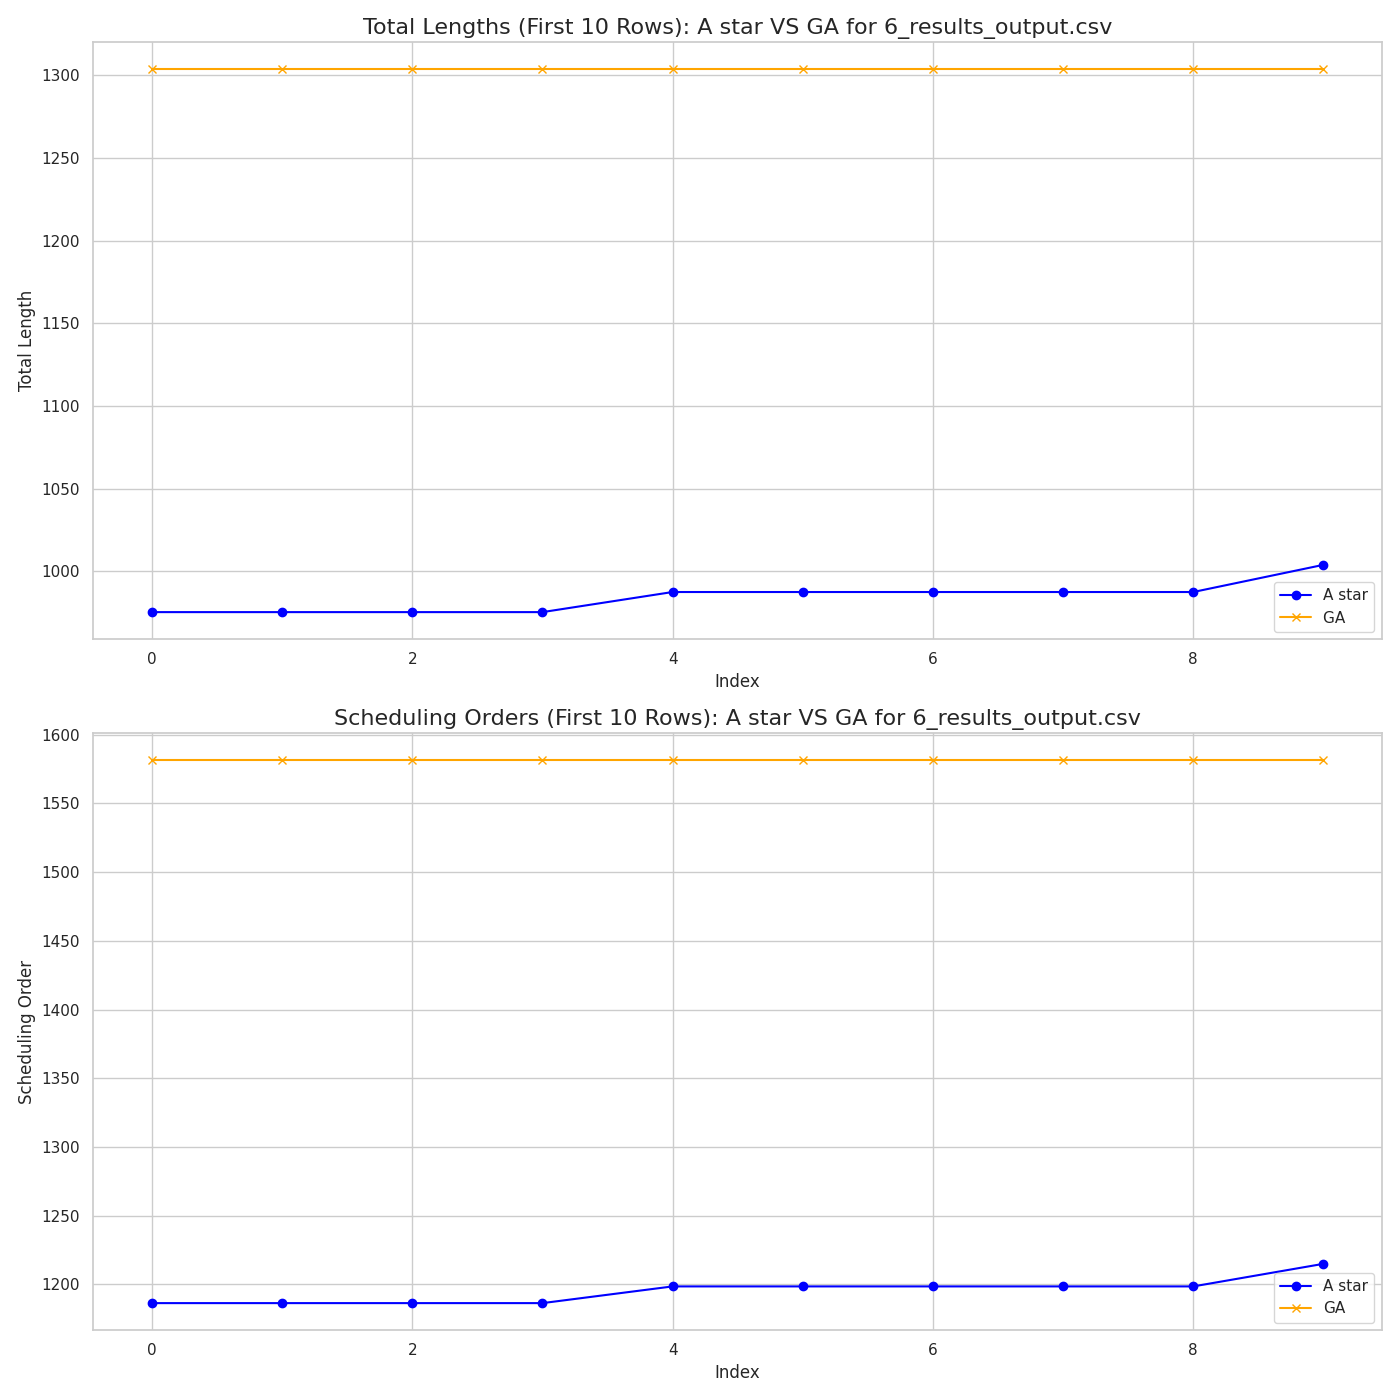 Total Lengths (First 10 Rows): A star VS GA for 6_results_output.csv
1300
1250
1200
1150
1100
1050
1000
Total Length
A star
GA
0 2 4 6 8
Index
Scheduling Orders (First 10 Rows): A star VS GA for 6_results_output.csv
1600
1550
1500
1450
1400
1350
1300
1250
1200
Scheduling Order
A star
GA
0 2 4 6 8
Index